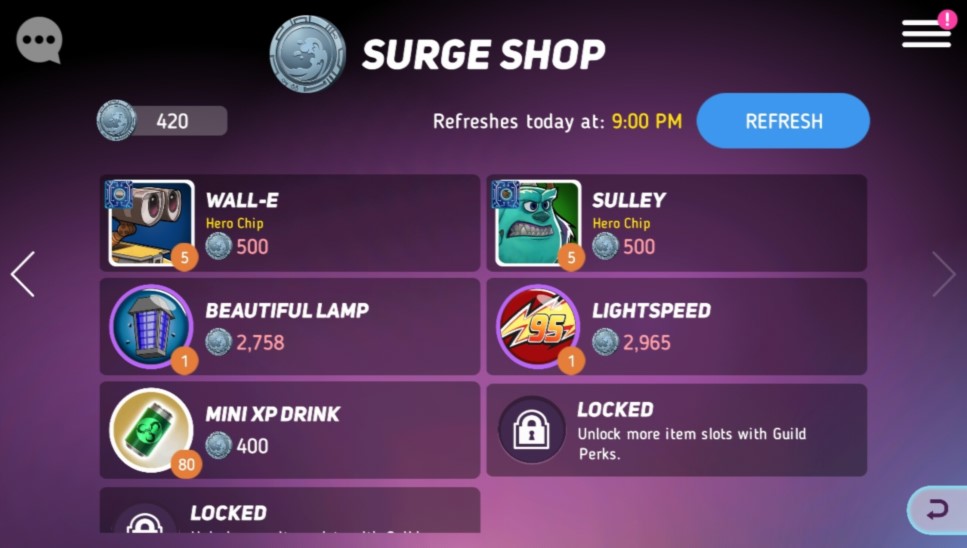 SURGE SHOP
!
420
Refreshes today at: 9:00 PM
REFRESH
WALL-E
Hero Chip
500
5
SULLEY
Hero Chip
500
5
BEAUTIFUL LAMP
2,758
1
LIGHTSPEED
95
2,965
1
MINI XP DRINK
400
80
LOCKED
Unlock more item slots with Guild
Perks.
LOCKED